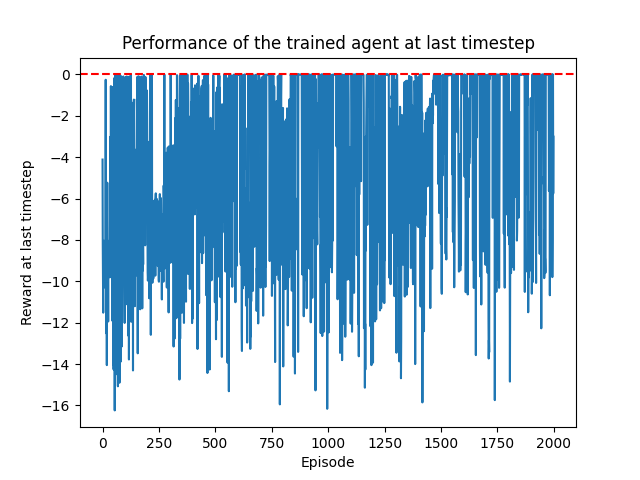 Performance of the trained agent at last timestep
0
−2
−4
−6
−8
−10
−12
−14
−16
Reward at last timestep
0 250 500 750 1000 1250 1500 1750 2000
Episode